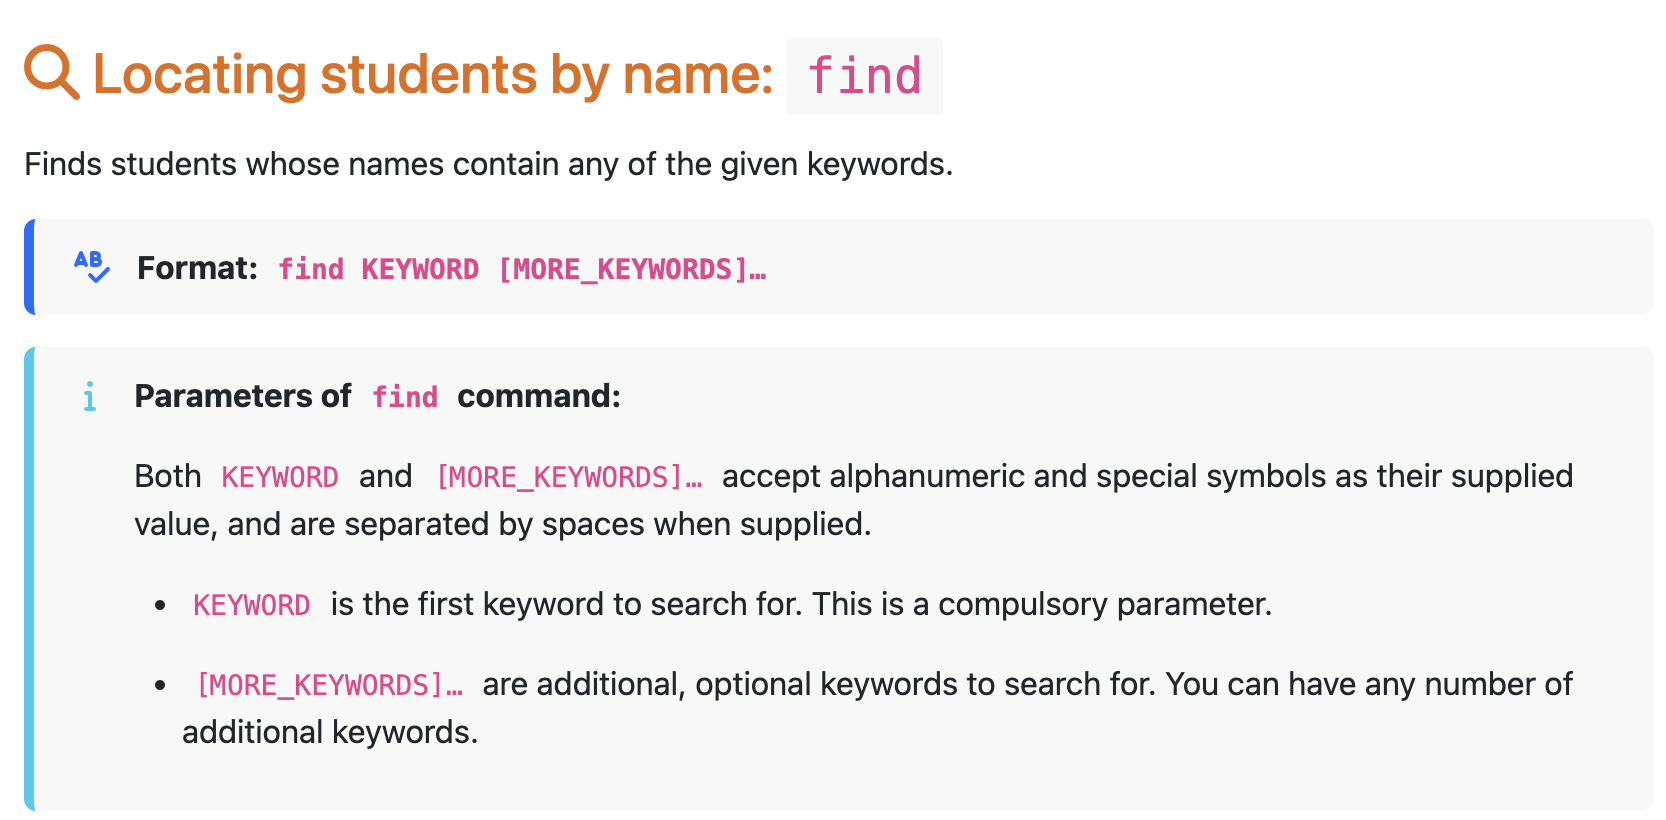 Locating students by name: find
Finds students whose names contain any of the given keywords.
AB Format: find KEYWORD [MORE_KEYWORDS]…
i Parameters of find command:
Both KEYWORD and [MORE_KEYWORDS]… accept alphanumeric and special symbols as their supplied
value, and are separated by spaces when supplied.
• KEYWORD is the first keyword to search for. This is a compulsory parameter.
• [MORE_KEYWORDS]… are additional, optional keywords to search for. You can have any number of
additional keywords.